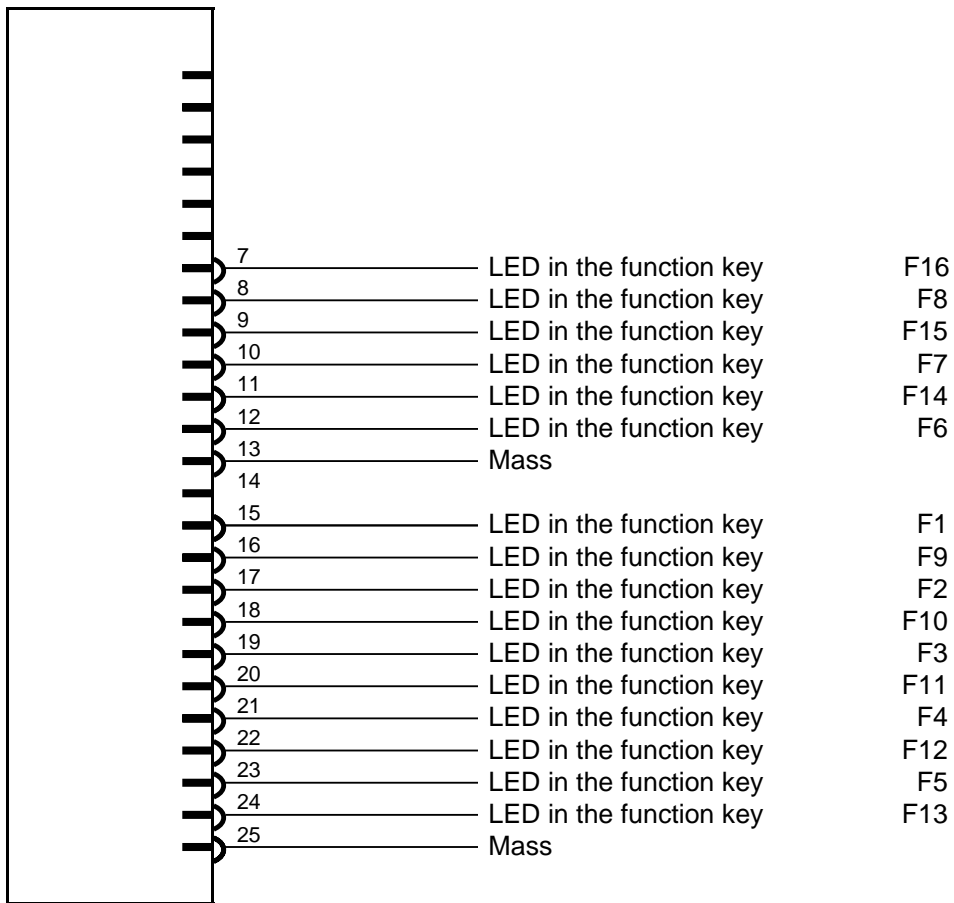 7 LED in the function key F16
8 LED in the function key F8
9 LED in the function key F15
10 LED in the function key F7
11 LED in the function key F14
12 LED in the function key F6
13 Mass
14
15 LED in the function key F1
16 LED in the function key F9
17 LED in the function key F2
18 LED in the function key F10
19 LED in the function key F3
20 LED in the function key F11
21 LED in the function key F4
22 LED in the function key F12
23 LED in the function key F5
24 LED in the function key F13
25 Mass